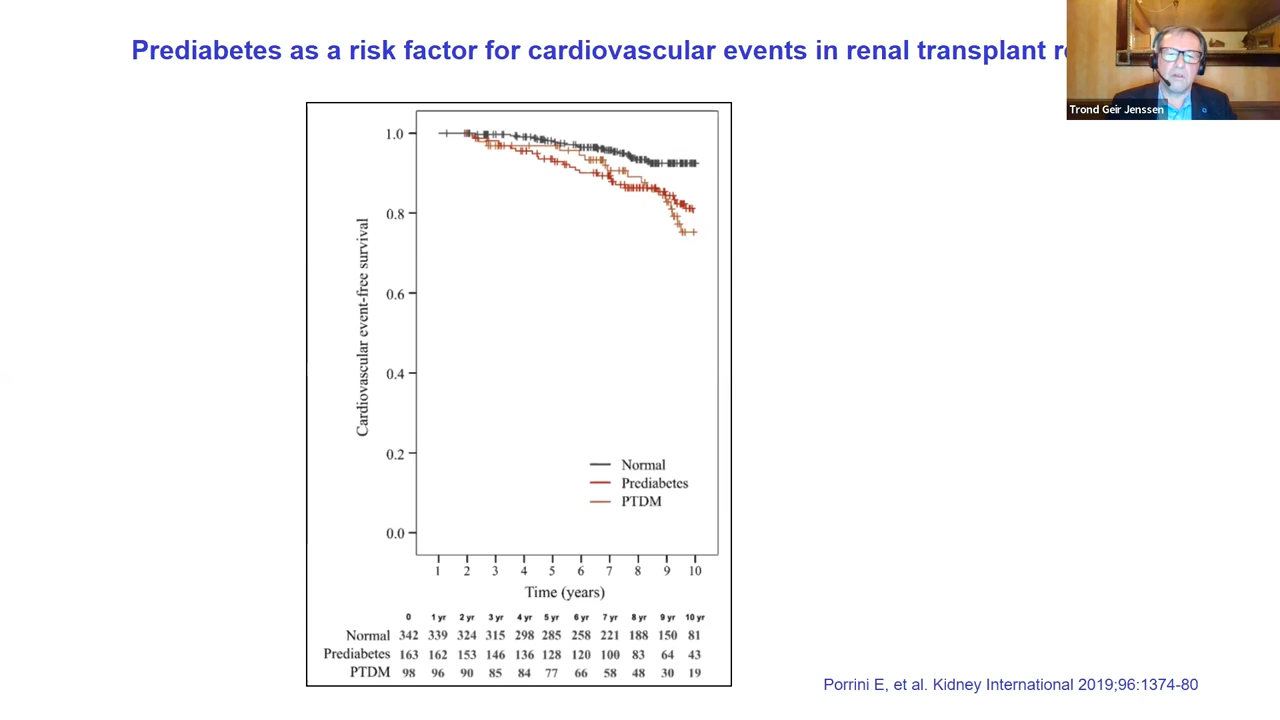 Prediabetes as a risk factor for cardiovascular events in renal transplant
Trond Geir Jenssen
1.0
0.8
0.6
0.4
0.2
0.0
Cardiovascular event-free survival
Normal
Prediabetes
PTDM
1 2 3 4 5 6 7 8 9 10
Time (years)
0 1 yr 2 yr 3 yr 4 yr 5 yr 6 yr 7 yr 8 yr 9 yr 10 yr
Normal 342 339 324 315 298 285 258 221 188 150 81
Prediabetes 163 162 153 146 136 128 120 100 83 64 43
PTDM 98 96 90 85 84 77 66 58 48 30 19
Porrini E, et al. Kidney International 2019;96:1374-80